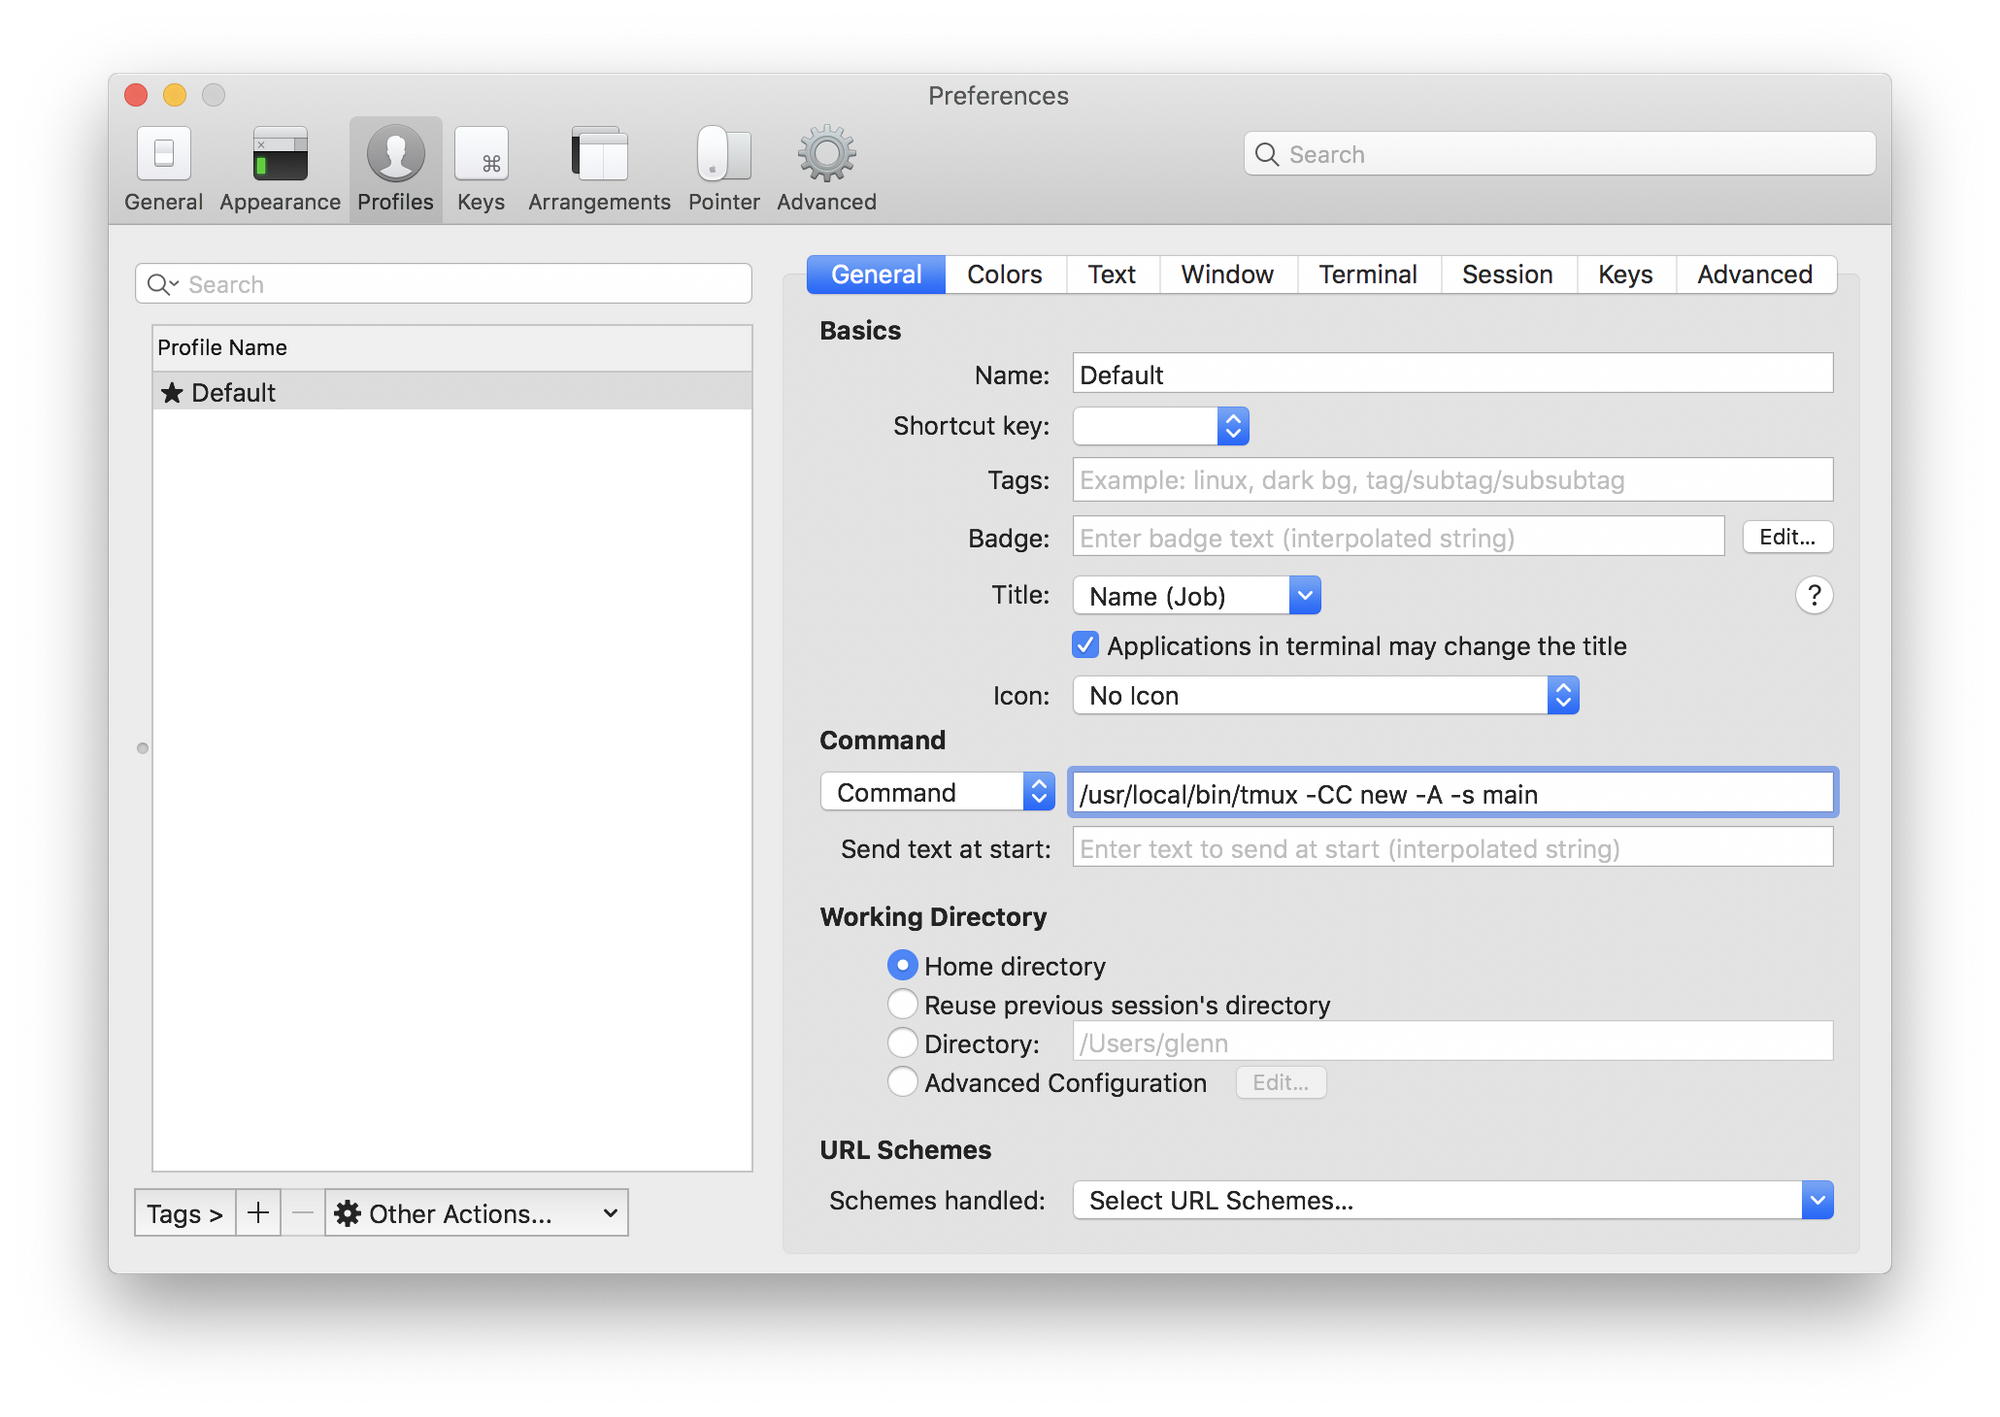 Preferences
General Appearance Profiles Keys Arrangements Pointer Advanced
Search
Search
Profile Name
★ Default
Tags > + — Other Actions...
General Colors Text Window Terminal Session Keys Advanced
Basics
Name: Default
Shortcut key:
Tags: Example: linux, dark bg, tag/subtag/subsubtag
Badge: Enter badge text (interpolated string) Edit...
Title: Name (Job) ?
Applications in terminal may change the title
Icon: No Icon
Command
Command /usr/local/bin/tmux -CC new -A -s main
Send text at start: Enter text to send at start (interpolated string)
Working Directory
Home directory
Reuse previous session's directory
Directory: /Users/glenn
Advanced Configuration Edit...
URL Schemes
Schemes handled: Select URL Schemes...